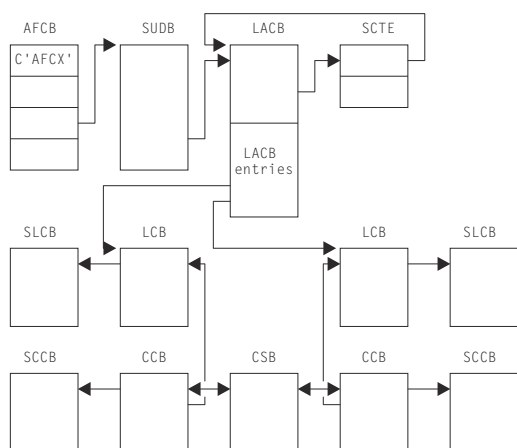 AFCB SUDB LACB SCTE
C'AFCX'
LACB
entries
SLCB LCB LCB SLCB
SCCB CCB CSB CCB SCCB